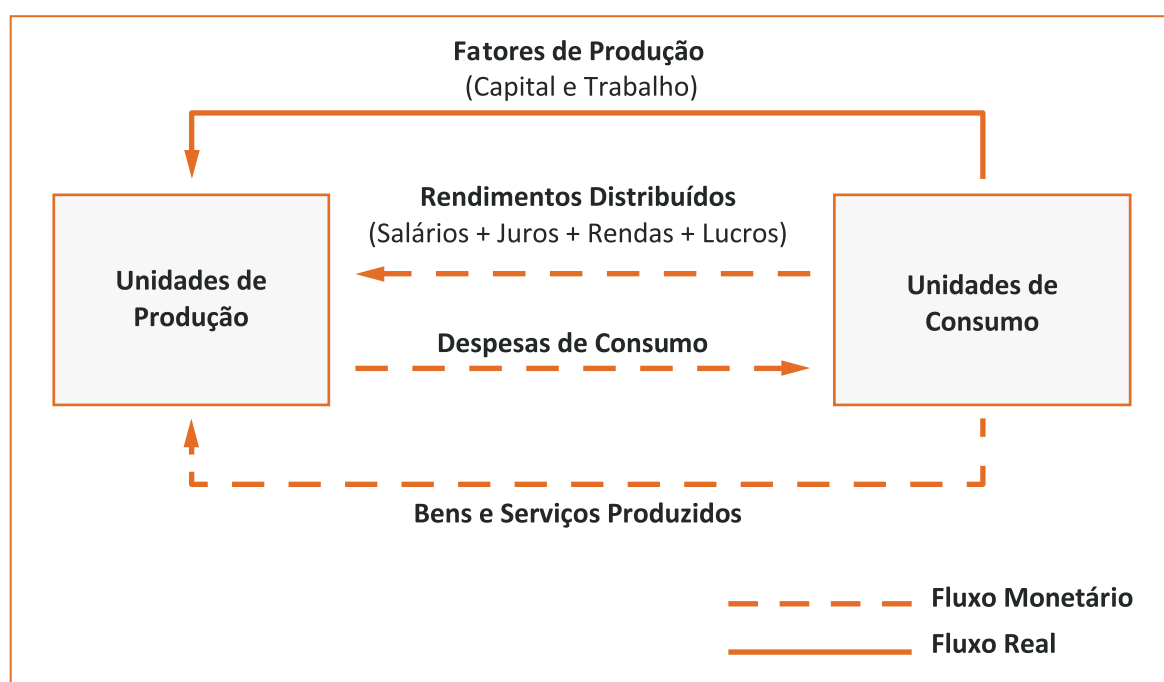 Fatores de Produção
(Capital e Trabalho)
Rendimentos Distribuídos
(Salários + Juros + Rendas + Lucros)
Unidades de
Produção
Unidades de
Consumo
Despesas de Consumo
Bens e Serviços Produzidos
Fluxo Monetário
Fluxo Real